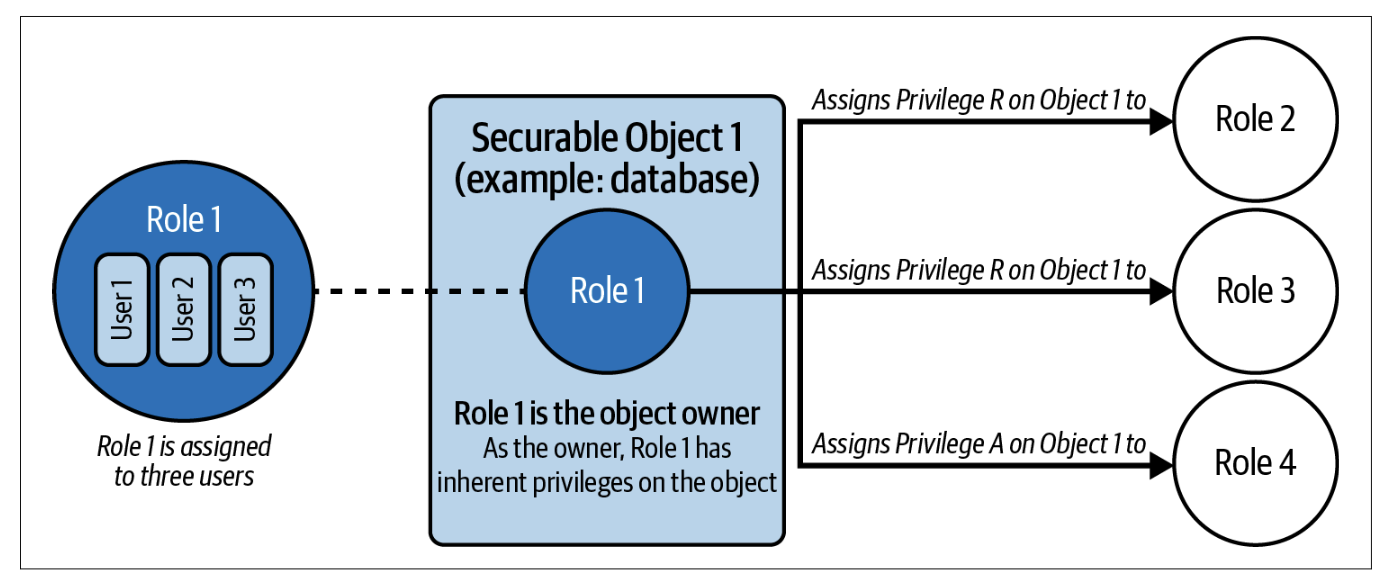 Role 1
User 1
User 2
User 3
Role 1 is assigned
to three users
Securable Object 1
(example: database)
Role 1
Role 1 is the object owner
As the owner, Role 1 has
inherent privileges on the object
Assigns Privilege R on Object 1 to
Role 2
Assigns Privilege R on Object 1 to
Role 3
Assigns Privilege A on Object 1 to
Role 4